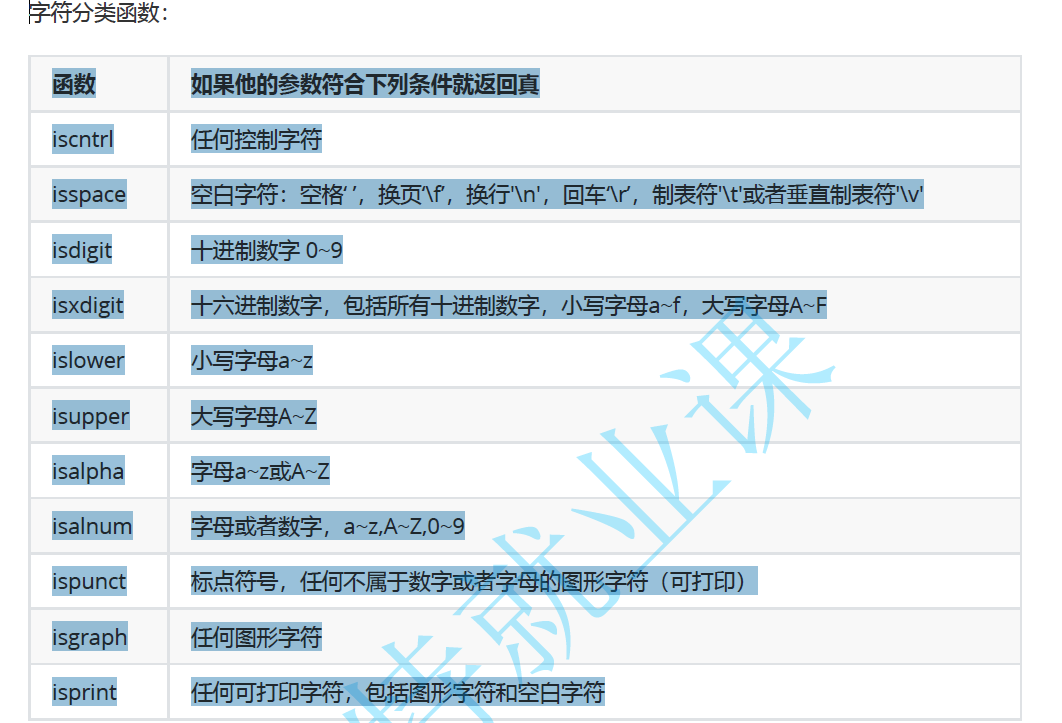 字符分类函数：
函数 如果他的参数符合下列条件就返回真
iscntrl 任何控制字符
isspace 空白字符：空格‘ ’，换页‘\f’，换行'\n'，回车‘\r’，制表符'\t'或者垂直制表符'\v'
isdigit 十进制数字 0~9
isxdigit 十六进制数字，包括所有十进制数字，小写字母a~f，大写字母A~F
islower 小写字母a~z
isupper 大写字母A~Z
isalpha 字母a~z或A~Z
isalnum 字母或者数字，a~z,A~Z,0~9
ispunct 标点符号，任何不属于数字或者字母的图形字符（可打印）
isgraph 任何图形字符
isprint 任何可打印字符，包括图形字符和空白字符
特就业课